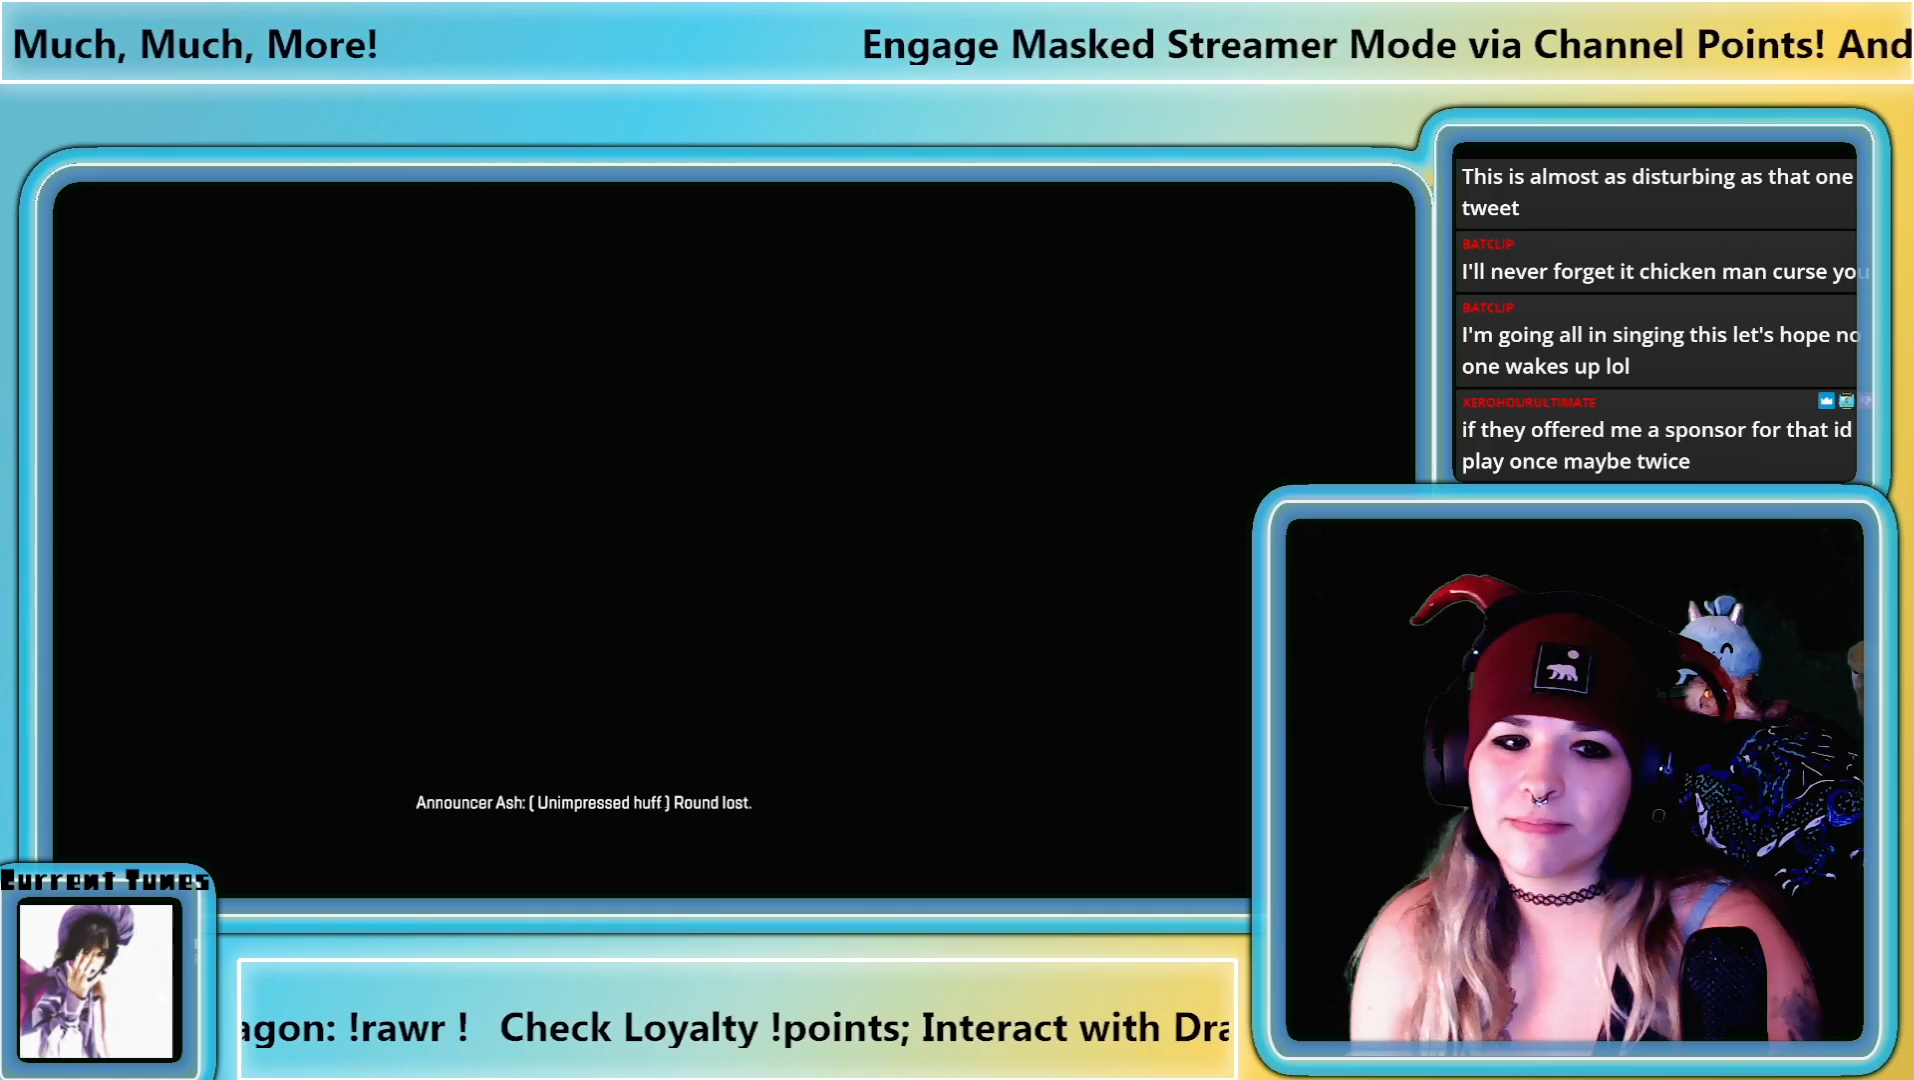 Much, Much, More!
Engage Masked Streamer Mode via Channel Points! And
This is almost as disturbing as that one
tweet
BATCLIP
I'll never forget it chicken man curse you
BATCLIP
I'm going all in singing this let's hope no
one wakes up lol
XEROHOURULTIMATE
if they offered me a sponsor for that id
play once maybe twice
Announcer Ash: ( Unimpressed huff ) Round lost.
Current Tunes
agon: !rawr !
Check Loyalty !points; Interact with Dra